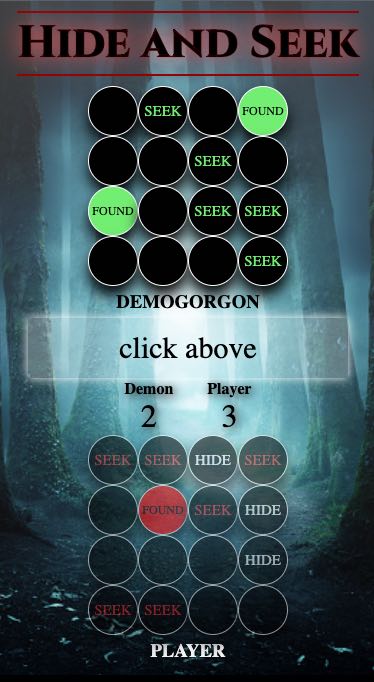 HIDE AND SEEK
SEEK FOUND
SEEK
FOUND SEEK SEEK
SEEK
DEMOGORGON
click above
Demon Player
2 3
SEEK SEEK HIDE SEEK
FOUND SEEK HIDE
HIDE
SEEK SEEK
PLAYER